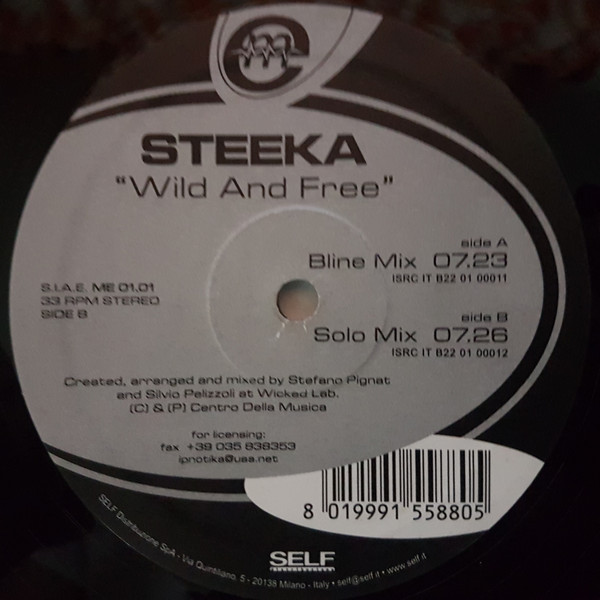 STEEKA
"Wild And Free"
side A
Bline Mix 07.23
ISRC IT B22 01 00011
S.I.A.E. ME 01.01
33 RPM STEREO
SIDE B
side B
Solo Mix 07.26
ISRC IT B22 01 00012
Created, arranged and mixed by Stefano Pignat
and Silvio Pelizzoli at Wicked Lab.
(C) & (P) Centro Della Musica
for licensing:
fax +39 035 838353
ipnotika@uaa.net
8 019991 558805
SELF
SELF Distribuzione SpA - Via Quintiliano, 5 - 20138 Milano - Italy • self@self.it • www.self.it